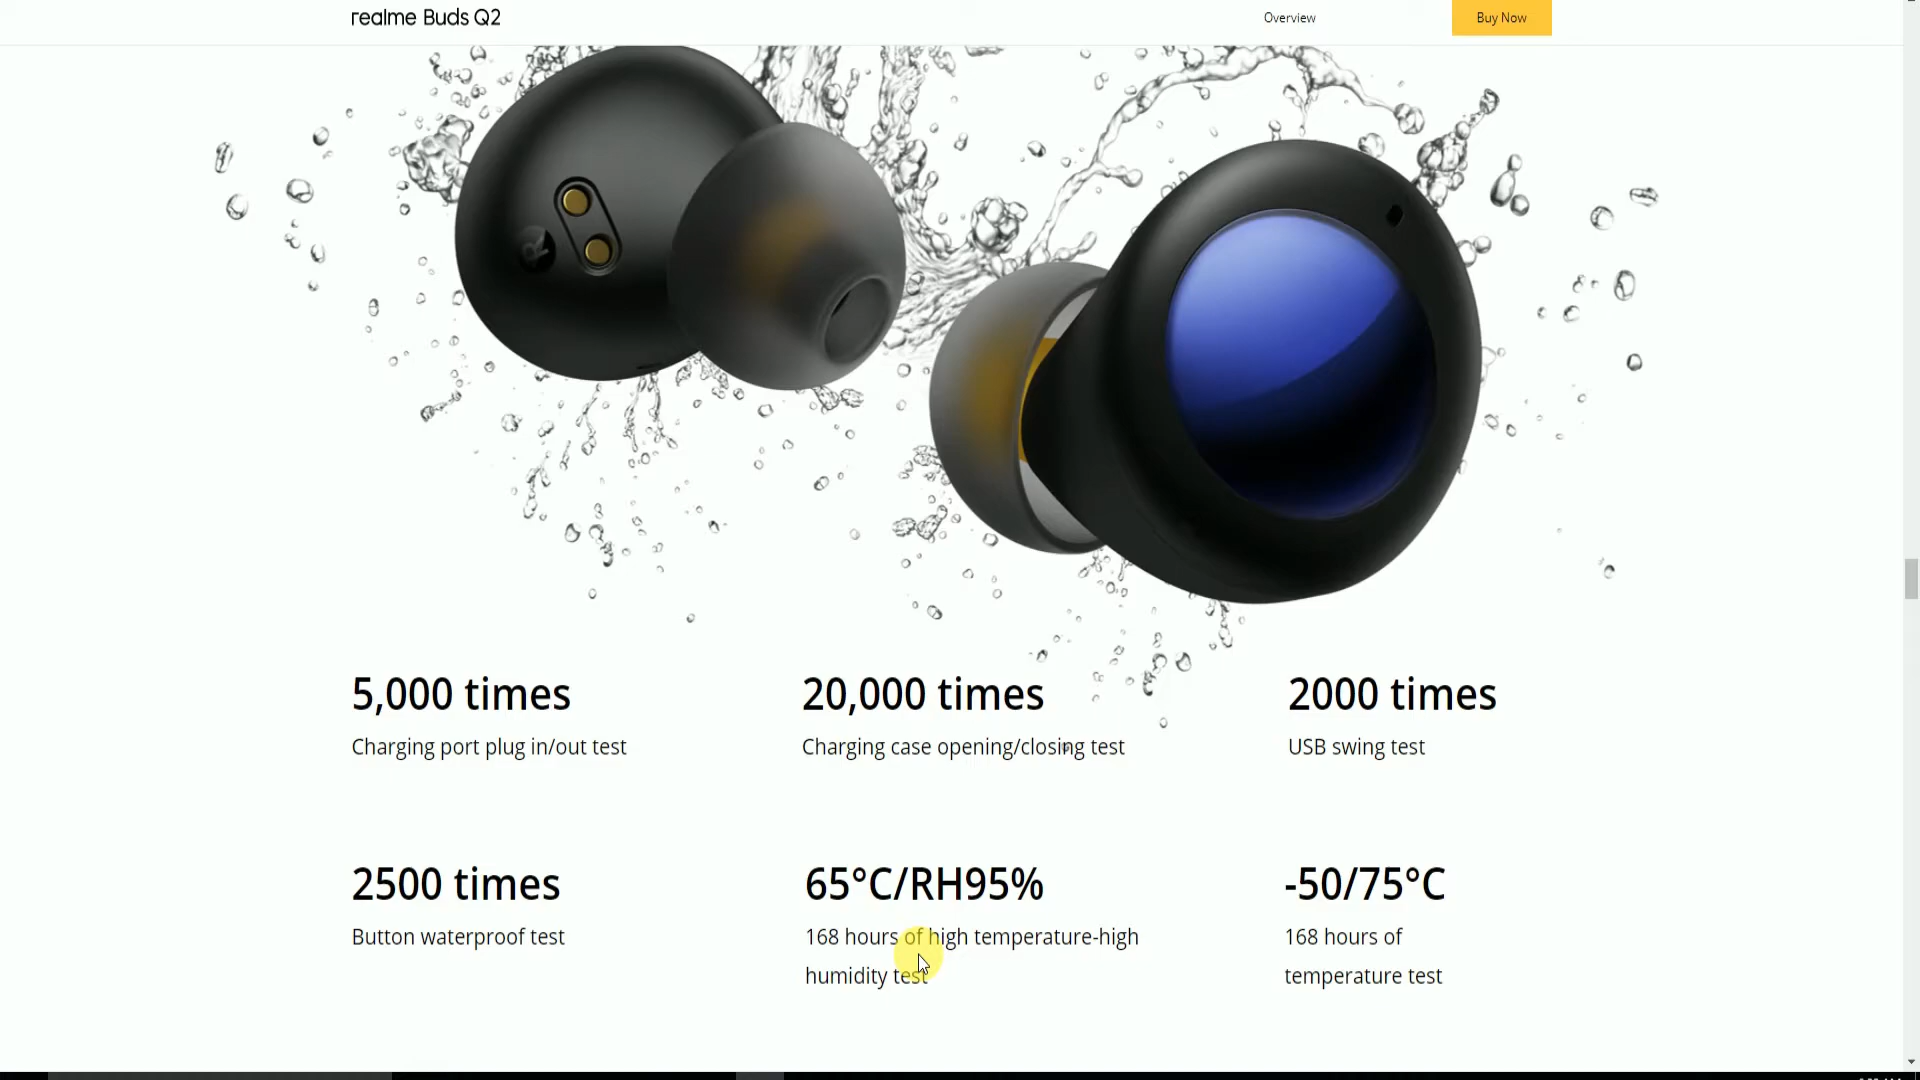 realme Buds Q2
Overview
Buy Now
R
5,000 times
20,000 times
2000 times
Charging port plug in/out test
Charging case opening/closing test
USB swing test
2500 times
65°C/RH95%
-50/75°C
Button waterproof test
168 hours of high temperature-high
humidity test
168 hours of
temperature test